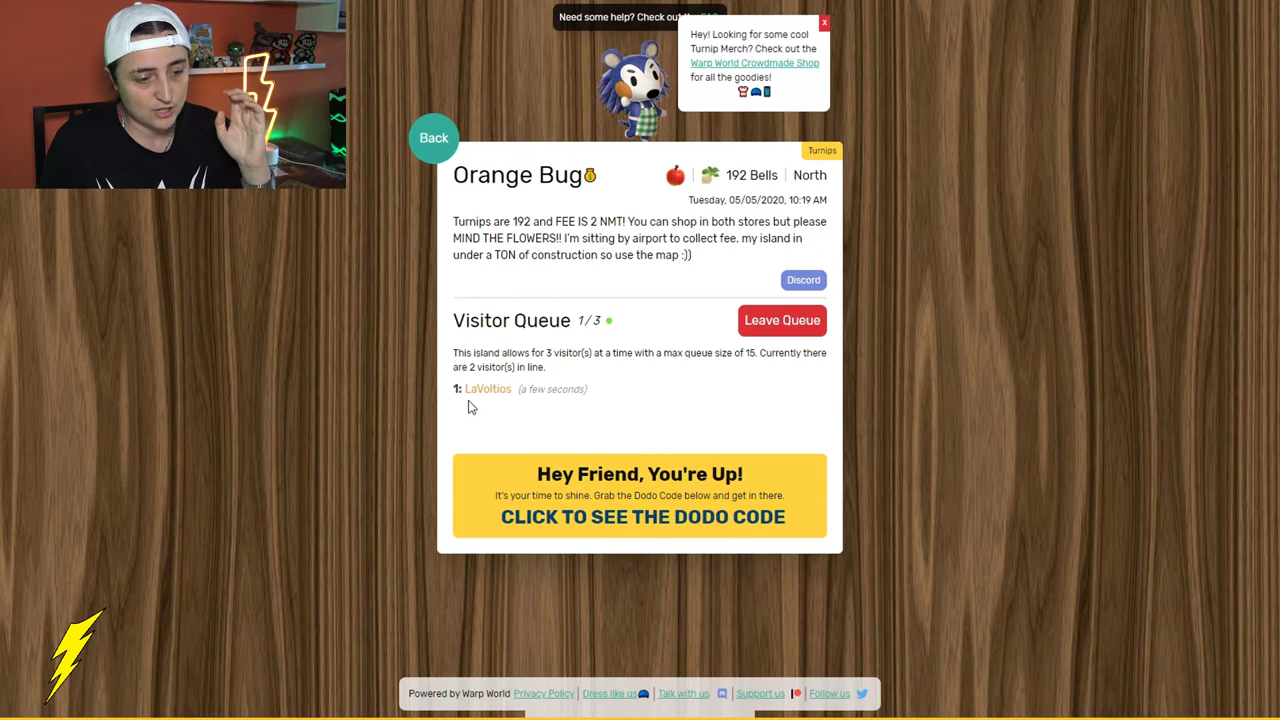 Need some help? Check out
Hey! Looking for some cool
Turnip Merch? Check out the
Warp World Crowdmade Shop
for all the goodies!
x
Back
Turnips
Orange Bug
192 Bells
North
Tuesday, 05/05/2020, 10:19 AM
Turnips are 192 and FEE IS 2 NMT! You can shop in both stores but please
MIND THE FLOWERS!! I'm sitting by airport to collect fee. my island in
under a TON of construction so use the map :))
Discord
Visitor Queue 1/3
Leave Queue
This island allows for 3 visitor(s) at a time with a max queue size of 15. Currently there
are 2 visitor(s) in line.
1: LaVoltios (a few seconds)
Hey Friend, You're Up!
It's your time to shine. Grab the Dodo Code below and get in there.
CLICK TO SEE THE DODO CODE
Powered by Warp World Privacy Policy | Dress like us | Talk with us | Support us | Follow us